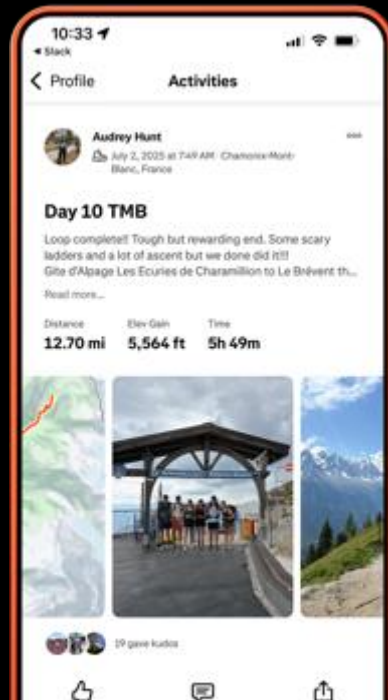 10:33
◀ Slack
Profile
Activities
Audrey Hunt
July 2, 2025 at 7:49 AM · Chamonix-Mont-
Blanc, France
Day 10 TMB
Loop complete!! Tough but rewarding end. Some scary
ladders and a lot of ascent but we done did it!!!
Gite d'Alpage Les Ecuries de Charamillion to Le Brévent th...
Read more...
Distance Elev Gain Time
12.70 mi 5,564 ft 5h 49m
19 gave kudos